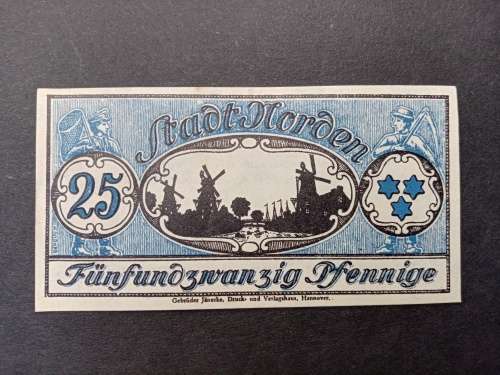 Stadt Norden
25
Fünfundzwanzig Pfennige
Gebrüder Jänecke, Druck- und Verlagshaus, Hannover.